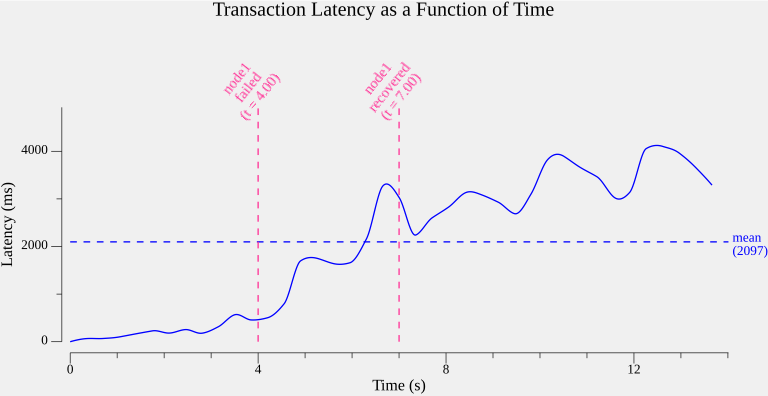 Transaction Latency as a Function of Time
node1
failed
(t = 4.00)
node1
recovered
(t = 7.00)
Latency (ms)
4000
2000
0
mean
(2097)
0
4
8
12
Time (s)